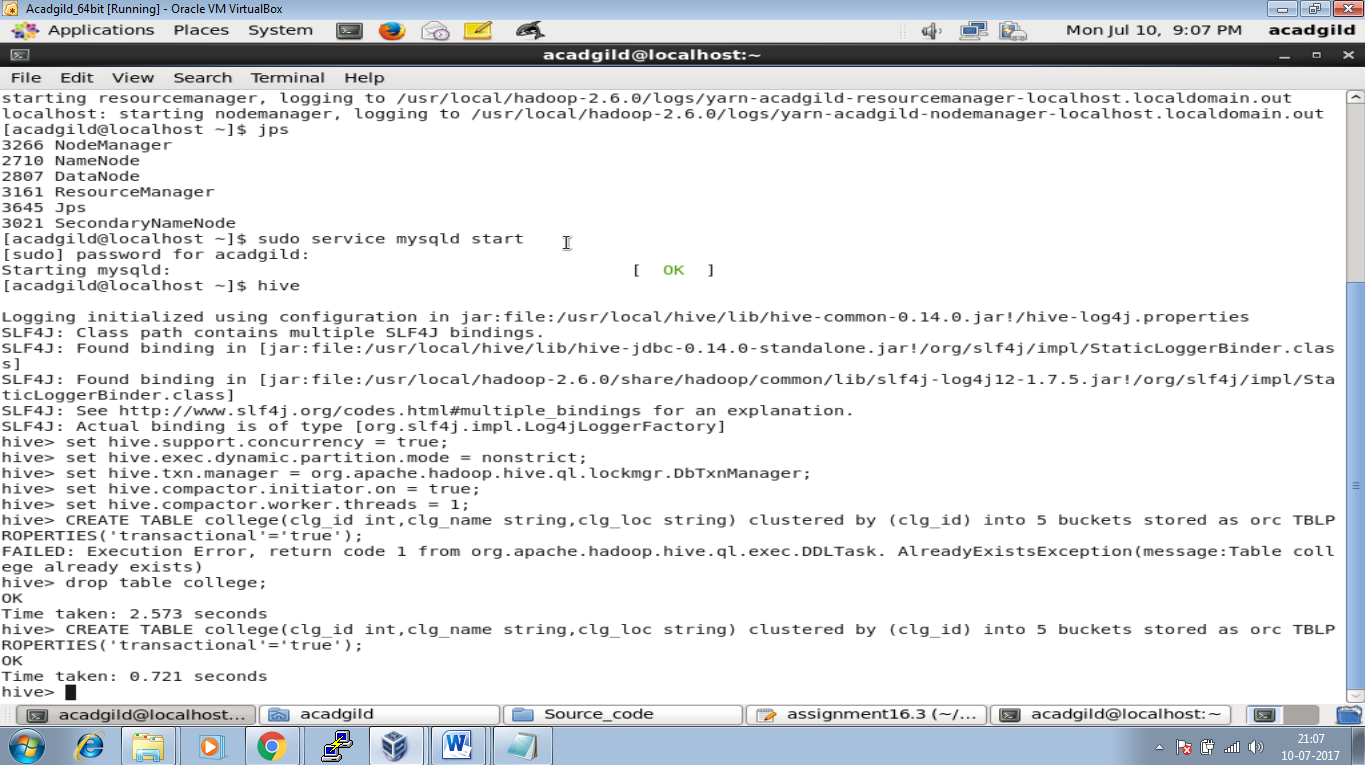 Acadgild_64bit [Running] - Oracle VM VirtualBox
Applications Places System Mon Jul 10, 9:07 PM acadgild
acadgild@localhost:~
File Edit View Search Terminal Help
starting resourcemanager, logging to /usr/local/hadoop-2.6.0/logs/yarn-acadgild-resourcemanager-localhost.localdomain.out
localhost: starting nodemanager, logging to /usr/local/hadoop-2.6.0/logs/yarn-acadgild-nodemanager-localhost.localdomain.out
[acadgild@localhost ~]$ jps
3266 NodeManager
2710 NameNode
2807 DataNode
3161 ResourceManager
3645 Jps
3021 SecondaryNameNode
[acadgild@localhost ~]$ sudo service mysqld start
[sudo] password for acadgild:
Starting mysqld: [ OK ]
[acadgild@localhost ~]$ hive
Logging initialized using configuration in jar:file:/usr/local/hive/lib/hive-common-0.14.0.jar!/hive-log4j.properties
SLF4J: Class path contains multiple SLF4J bindings.
SLF4J: Found binding in [jar:file:/usr/local/hive/lib/hive-jdbc-0.14.0-standalone.jar!/org/slf4j/impl/StaticLoggerBinder.clas
s]
SLF4J: Found binding in [jar:file:/usr/local/hadoop-2.6.0/share/hadoop/common/lib/slf4j-log4j12-1.7.5.jar!/org/slf4j/impl/Sta
ticLoggerBinder.class]
SLF4J: See http://www.slf4j.org/codes.html#multiple_bindings for an explanation.
SLF4J: Actual binding is of type [org.slf4j.impl.Log4jLoggerFactory]
hive> set hive.support.concurrency = true;
hive> set hive.exec.dynamic.partition.mode = nonstrict;
hive> set hive.txn.manager = org.apache.hadoop.hive.ql.lockmgr.DbTxnManager;
hive> set hive.compactor.initiator.on = true;
hive> set hive.compactor.worker.threads = 1;
hive> CREATE TABLE college(clg_id int,clg_name string,clg_loc string) clustered by (clg_id) into 5 buckets stored as orc TBLP
ROPERTIES('transactional'='true');
FAILED: Execution Error, return code 1 from org.apache.hadoop.hive.ql.exec.DDLTask. AlreadyExistsException(message:Table coll
ege already exists)
hive> drop table college;
OK
Time taken: 2.573 seconds
hive> CREATE TABLE college(clg_id int,clg_name string,clg_loc string) clustered by (clg_id) into 5 buckets stored as orc TBLP
ROPERTIES('transactional'='true');
OK
Time taken: 0.721 seconds
hive>
acadgild@localhost... acadgild Source_code assignment16.3 (~/... acadgild@localhost:~
21:07
10-07-2017